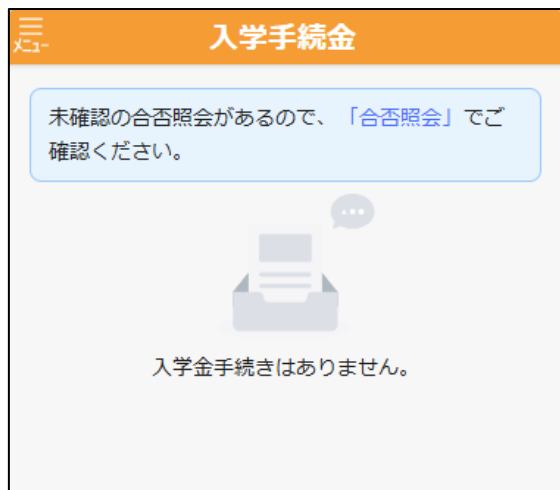 メニュー
入学手続金
未確認の合否照会があるので、「合否照会」でご
確認ください。
入学金手続きはありません。